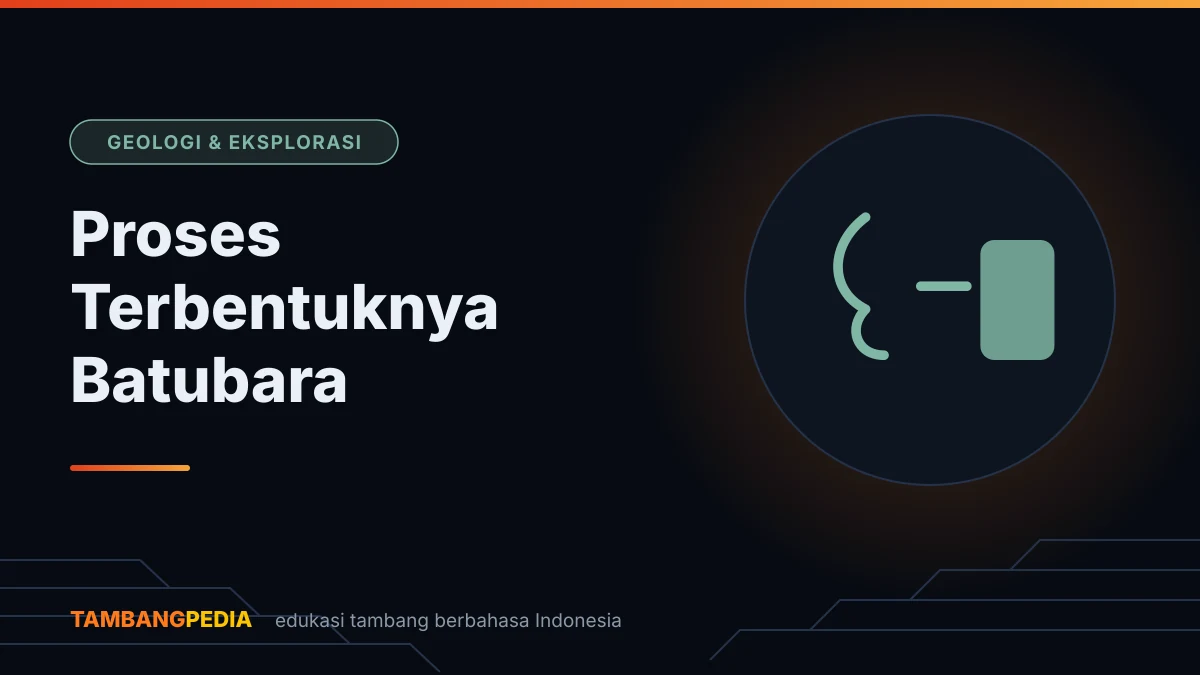 GEOLOGI & EKSPLORASI
Proses
Terbentuknya
Batubara
TAMBANGPEDIA edukasi tambang berbahasa Indonesia